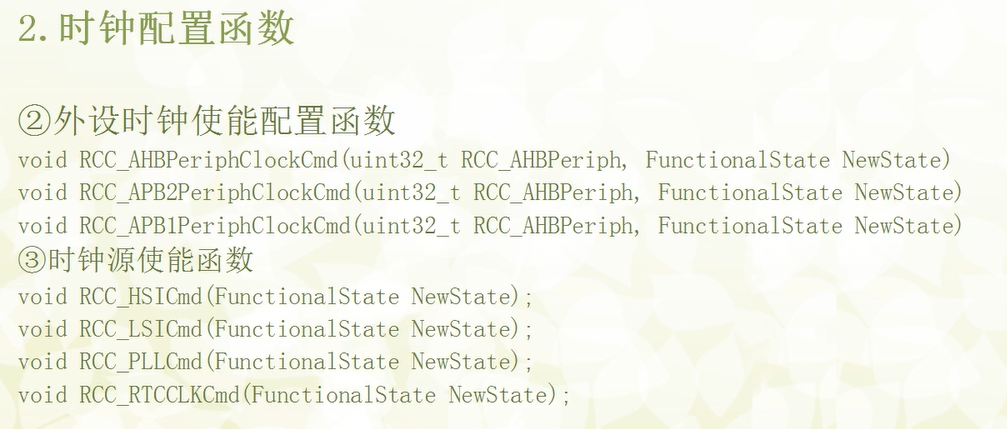 2.时钟配置函数
②外设时钟使能配置函数
void RCC_AHBPeriphClockCmd(uint32_t RCC_AHBPeriph, FunctionalState NewState)
void RCC_APB2PeriphClockCmd(uint32_t RCC_AHBPeriph, FunctionalState NewState)
void RCC_APB1PeriphClockCmd(uint32_t RCC_AHBPeriph, FunctionalState NewState)
③时钟源使能函数
void RCC_HSICmd(FunctionalState NewState);
void RCC_LSICmd(FunctionalState NewState);
void RCC_PLLCmd(FunctionalState NewState);
void RCC_RTCCLKCmd(FunctionalState NewState);